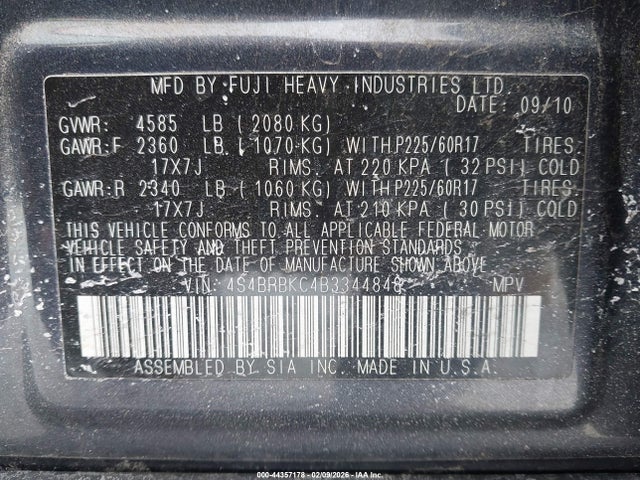 MFD BY FUJI HEAVY INDUSTRIES LTD.
DATE: 09/10
GVWR: 4585 LB ( 2080 KG)
GAWR:F 2360 LB ( 1070 KG) WITH P225/60R17 TIRES
17X7J RIMS. AT 220 KPA ( 32 PSI) COLD
GAWR:R 2340 LB ( 1060 KG) WITH P225/60R17 TIRES
17X7J RIMS. AT 210 KPA ( 30 PSI) COLD
THIS VEHICLE CONFORMS TO ALL APPLICABLE FEDERAL MOTOR
VEHICLE SAFETY AND THEFT PREVENTION STANDARDS
IN EFFECT ON THE DATE OF MANUFACTURE SHOWN ABOVE
VIN: 4S4BRBKC4B3344848 MPV
ASSEMBLED BY SIA INC. MADE IN U.S.A.
000-44357178 - 02/09/2026 - IAA Inc.